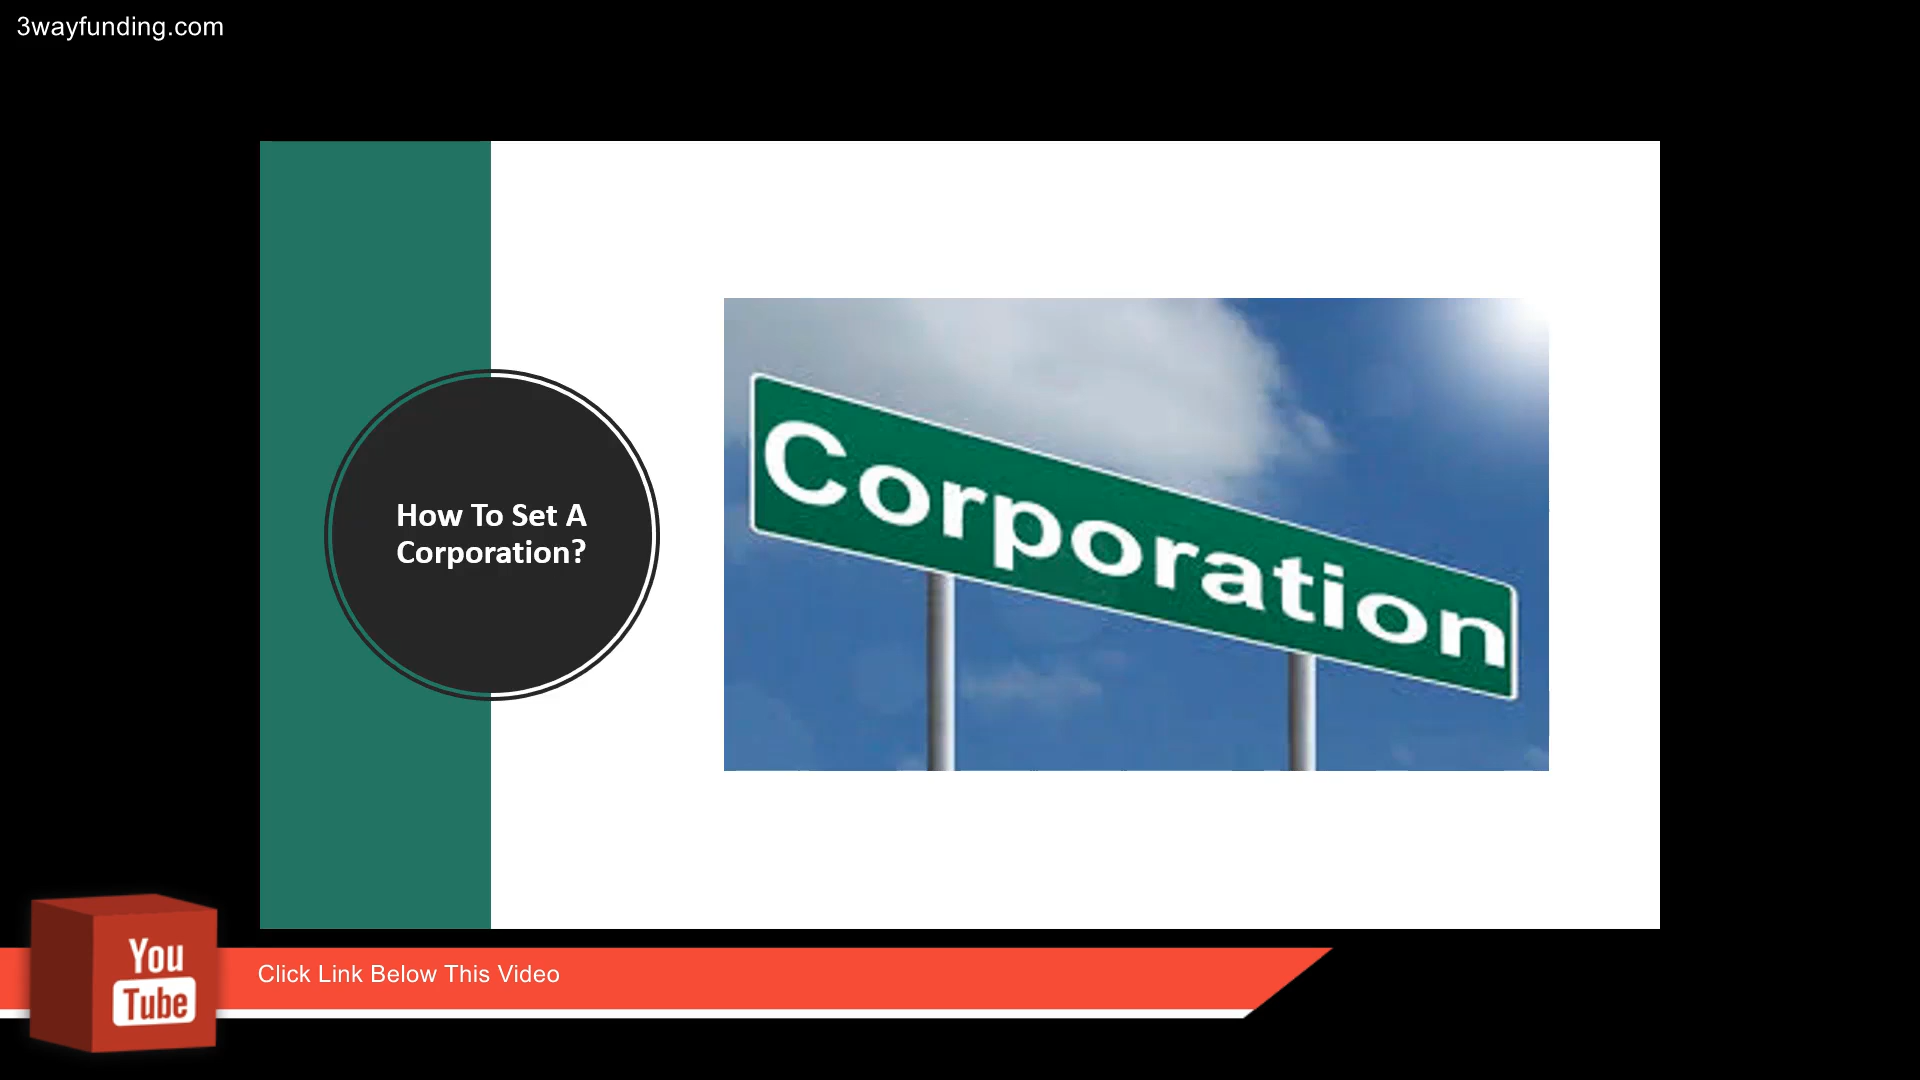 3wayfunding.com
How To Set A
Corporation?
Corporation
You
Tube
Click Link Below This Video